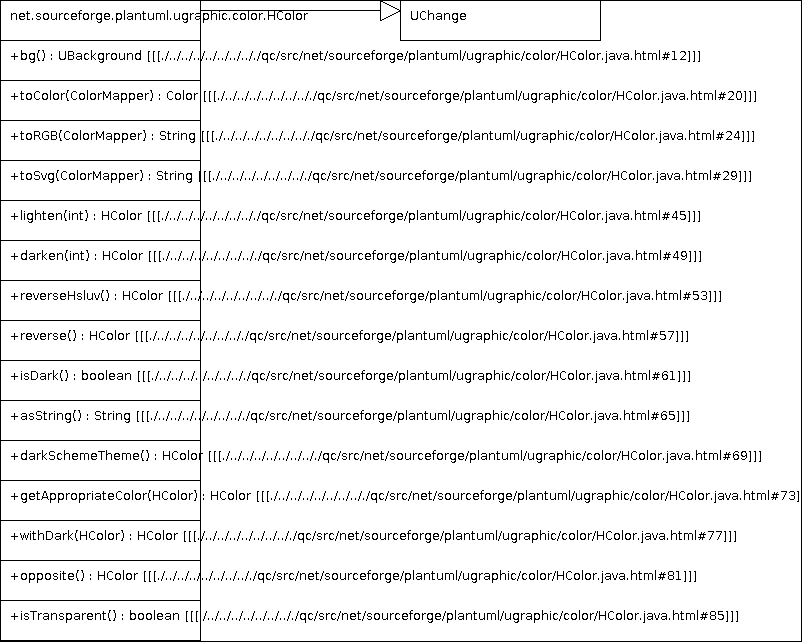 net.sourceforge.plantuml.ugraphic.color.HColor
UChange
+bg() : UBackground [[[./../../../../../../../../qc/src/net/sourceforge/plantuml/ugraphic/color/HColor.java.html#12]]]
+toColor(ColorMapper) : Color [[[./../../../../../../../../qc/src/net/sourceforge/plantuml/ugraphic/color/HColor.java.html#20]]]
+toRGB(ColorMapper) : String [[[./../../../../../../../../qc/src/net/sourceforge/plantuml/ugraphic/color/HColor.java.html#24]]]
+toSvg(ColorMapper) : String [[[./../../../../../../../../qc/src/net/sourceforge/plantuml/ugraphic/color/HColor.java.html#29]]]
+lighten(int) : HColor [[[./../../../../../../../../qc/src/net/sourceforge/plantuml/ugraphic/color/HColor.java.html#45]]]
+darken(int) : HColor [[[./../../../../../../../../qc/src/net/sourceforge/plantuml/ugraphic/color/HColor.java.html#49]]]
+reverseHsluv() : HColor [[[./../../../../../../../../qc/src/net/sourceforge/plantuml/ugraphic/color/HColor.java.html#53]]]
+reverse() : HColor [[[./../../../../../../../../qc/src/net/sourceforge/plantuml/ugraphic/color/HColor.java.html#57]]]
+isDark() : boolean [[[./../../../../../../../../qc/src/net/sourceforge/plantuml/ugraphic/color/HColor.java.html#61]]]
+asString() : String [[[./../../../../../../../../qc/src/net/sourceforge/plantuml/ugraphic/color/HColor.java.html#65]]]
+darkSchemeTheme() : HColor [[[./../../../../../../../../qc/src/net/sourceforge/plantuml/ugraphic/color/HColor.java.html#69]]]
+getAppropriateColor(HColor) : HColor [[[./../../../../../../../../qc/src/net/sourceforge/plantuml/ugraphic/color/HColor.java.html#73]
+withDark(HColor) : HColor [[[./../../../../../../../../qc/src/net/sourceforge/plantuml/ugraphic/color/HColor.java.html#77]]]
+opposite() : HColor [[[./../../../../../../../../qc/src/net/sourceforge/plantuml/ugraphic/color/HColor.java.html#81]]]
+isTransparent() : boolean [[[./../../../../../../../../qc/src/net/sourceforge/plantuml/ugraphic/color/HColor.java.html#85]]]